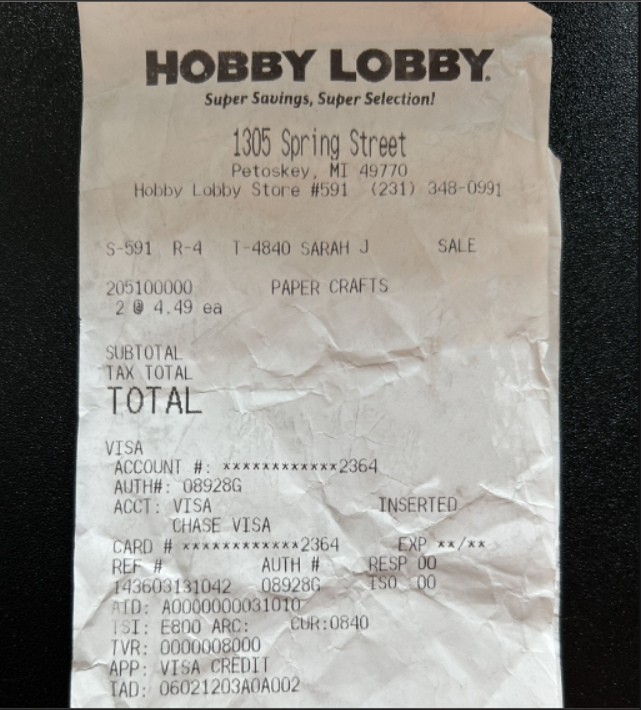 HOBBY LOBBY.
Super Savings, Super Selection!
1305 Spring Street
Petoskey, MI 49770
Hobby Lobby Store #591 (231) 348-0991
S-591 R-4 T-4840 SARAH J SALE
205100000 PAPER CRAFTS
2 @ 4.49 ea
SUBTOTAL
TAX TOTAL
TOTAL
VISA
ACCOUNT #: ************2364
AUTH#: 08928G
ACCT: VISA INSERTED
CHASE VISA
CARD # ************2364 EXP **/**
REF # AUTH # RESP 00
143603131042 08928G ISO 00
AID: A0000000031010
TSI: E800 ARC: CUR:0840
TVR: 0000008000
APP: VISA CREDIT
IAD: 06021203A0A002